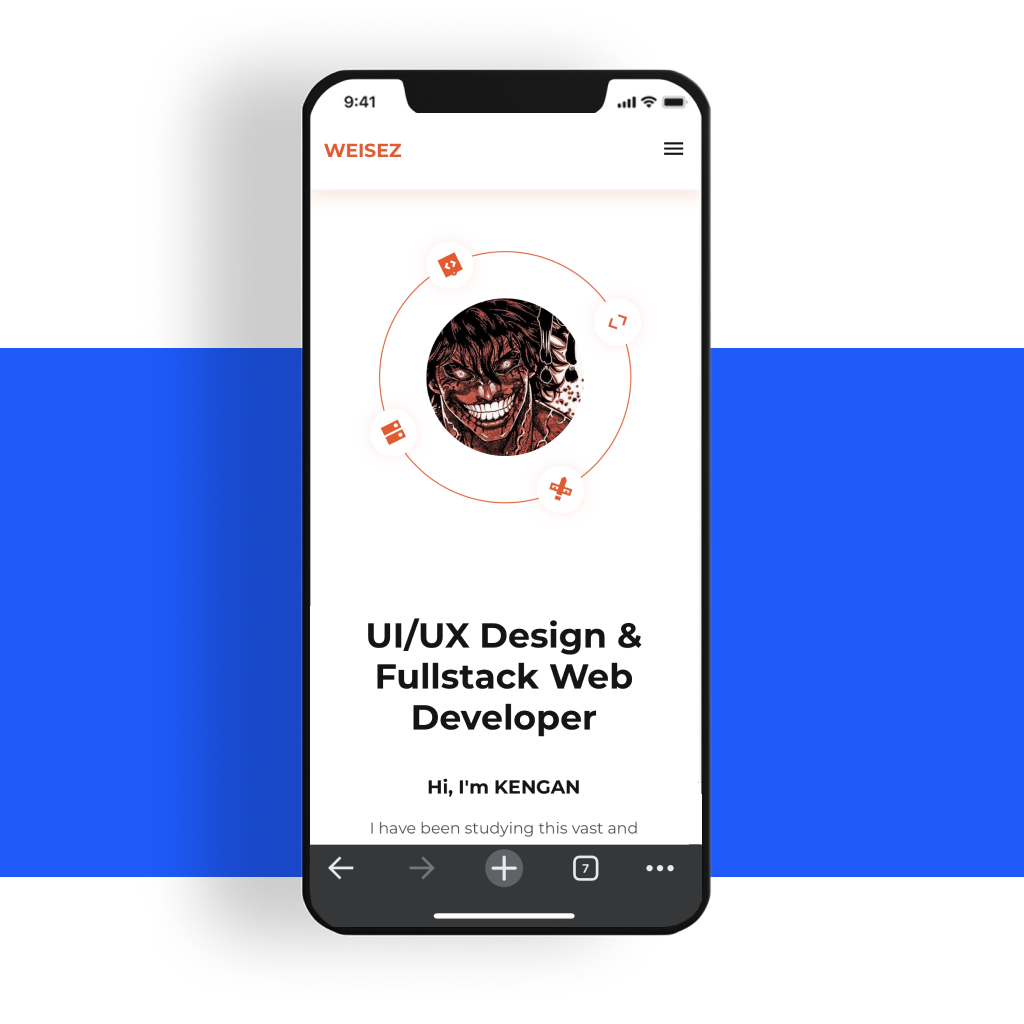 9:41
WEISEZ
UI/UX Design &
Fullstack Web
Developer
Hi, I'm KENGAN
I have been studying this vast and
7